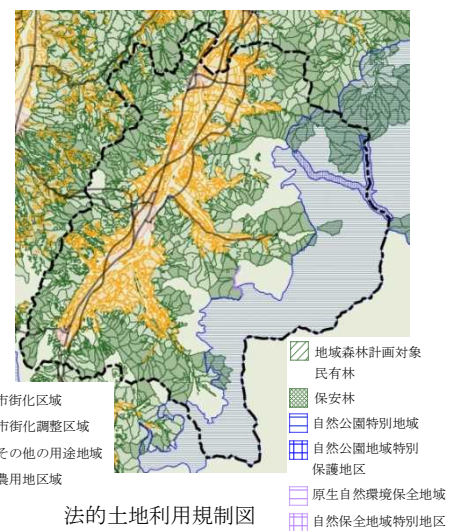 地域森林計画対象
民有林
保安林
自然公園特別地域
自然公園地域特別
保護地区
原生自然環境保全地域
自然保全地域特別地区
市街化区域
市街化調整区域
その他の用途地域
農用地区域
法的土地利用規制図